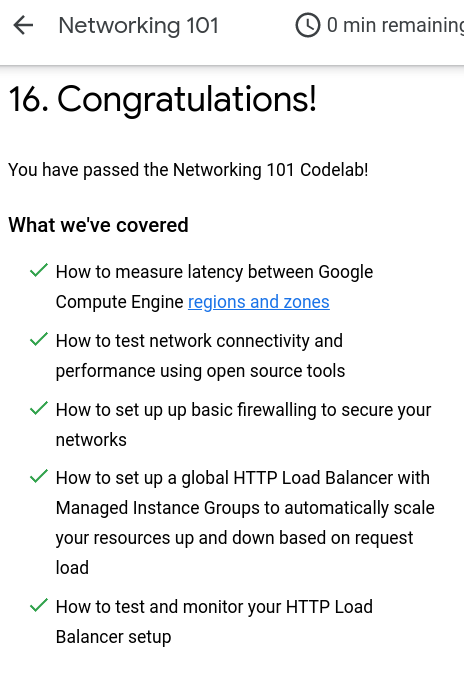 Networking 101
0 min remaining
16. Congratulations!
You have passed the Networking 101 Codelab!
What we've covered
How to measure latency between Google
Compute Engine regions and zones
How to test network connectivity and
performance using open source tools
How to set up up basic firewalling to secure your
networks
How to set up a global HTTP Load Balancer with
Managed Instance Groups to automatically scale
your resources up and down based on request
load
How to test and monitor your HTTP Load
Balancer setup